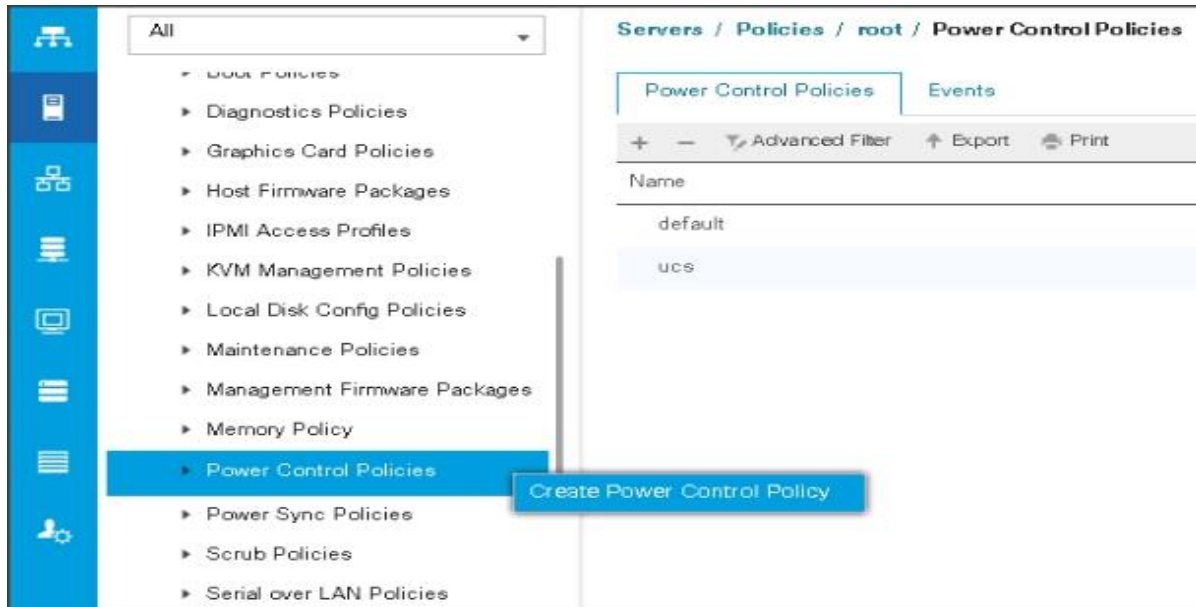 All
Servers / Policies / root / Power Control Policies
Boot Policies
Diagnostics Policies
Graphics Card Policies
Host Firmware Packages
IPMI Access Profiles
KVM Management Policies
Local Disk Config Policies
Maintenance Policies
Management Firmware Packages
Memory Policy
Power Control Policies
Create Power Control Policy
Power Sync Policies
Scrub Policies
Serial over LAN Policies
Power Control Policies Events
+ − Advanced Filter Export Print
Name
default
ucs